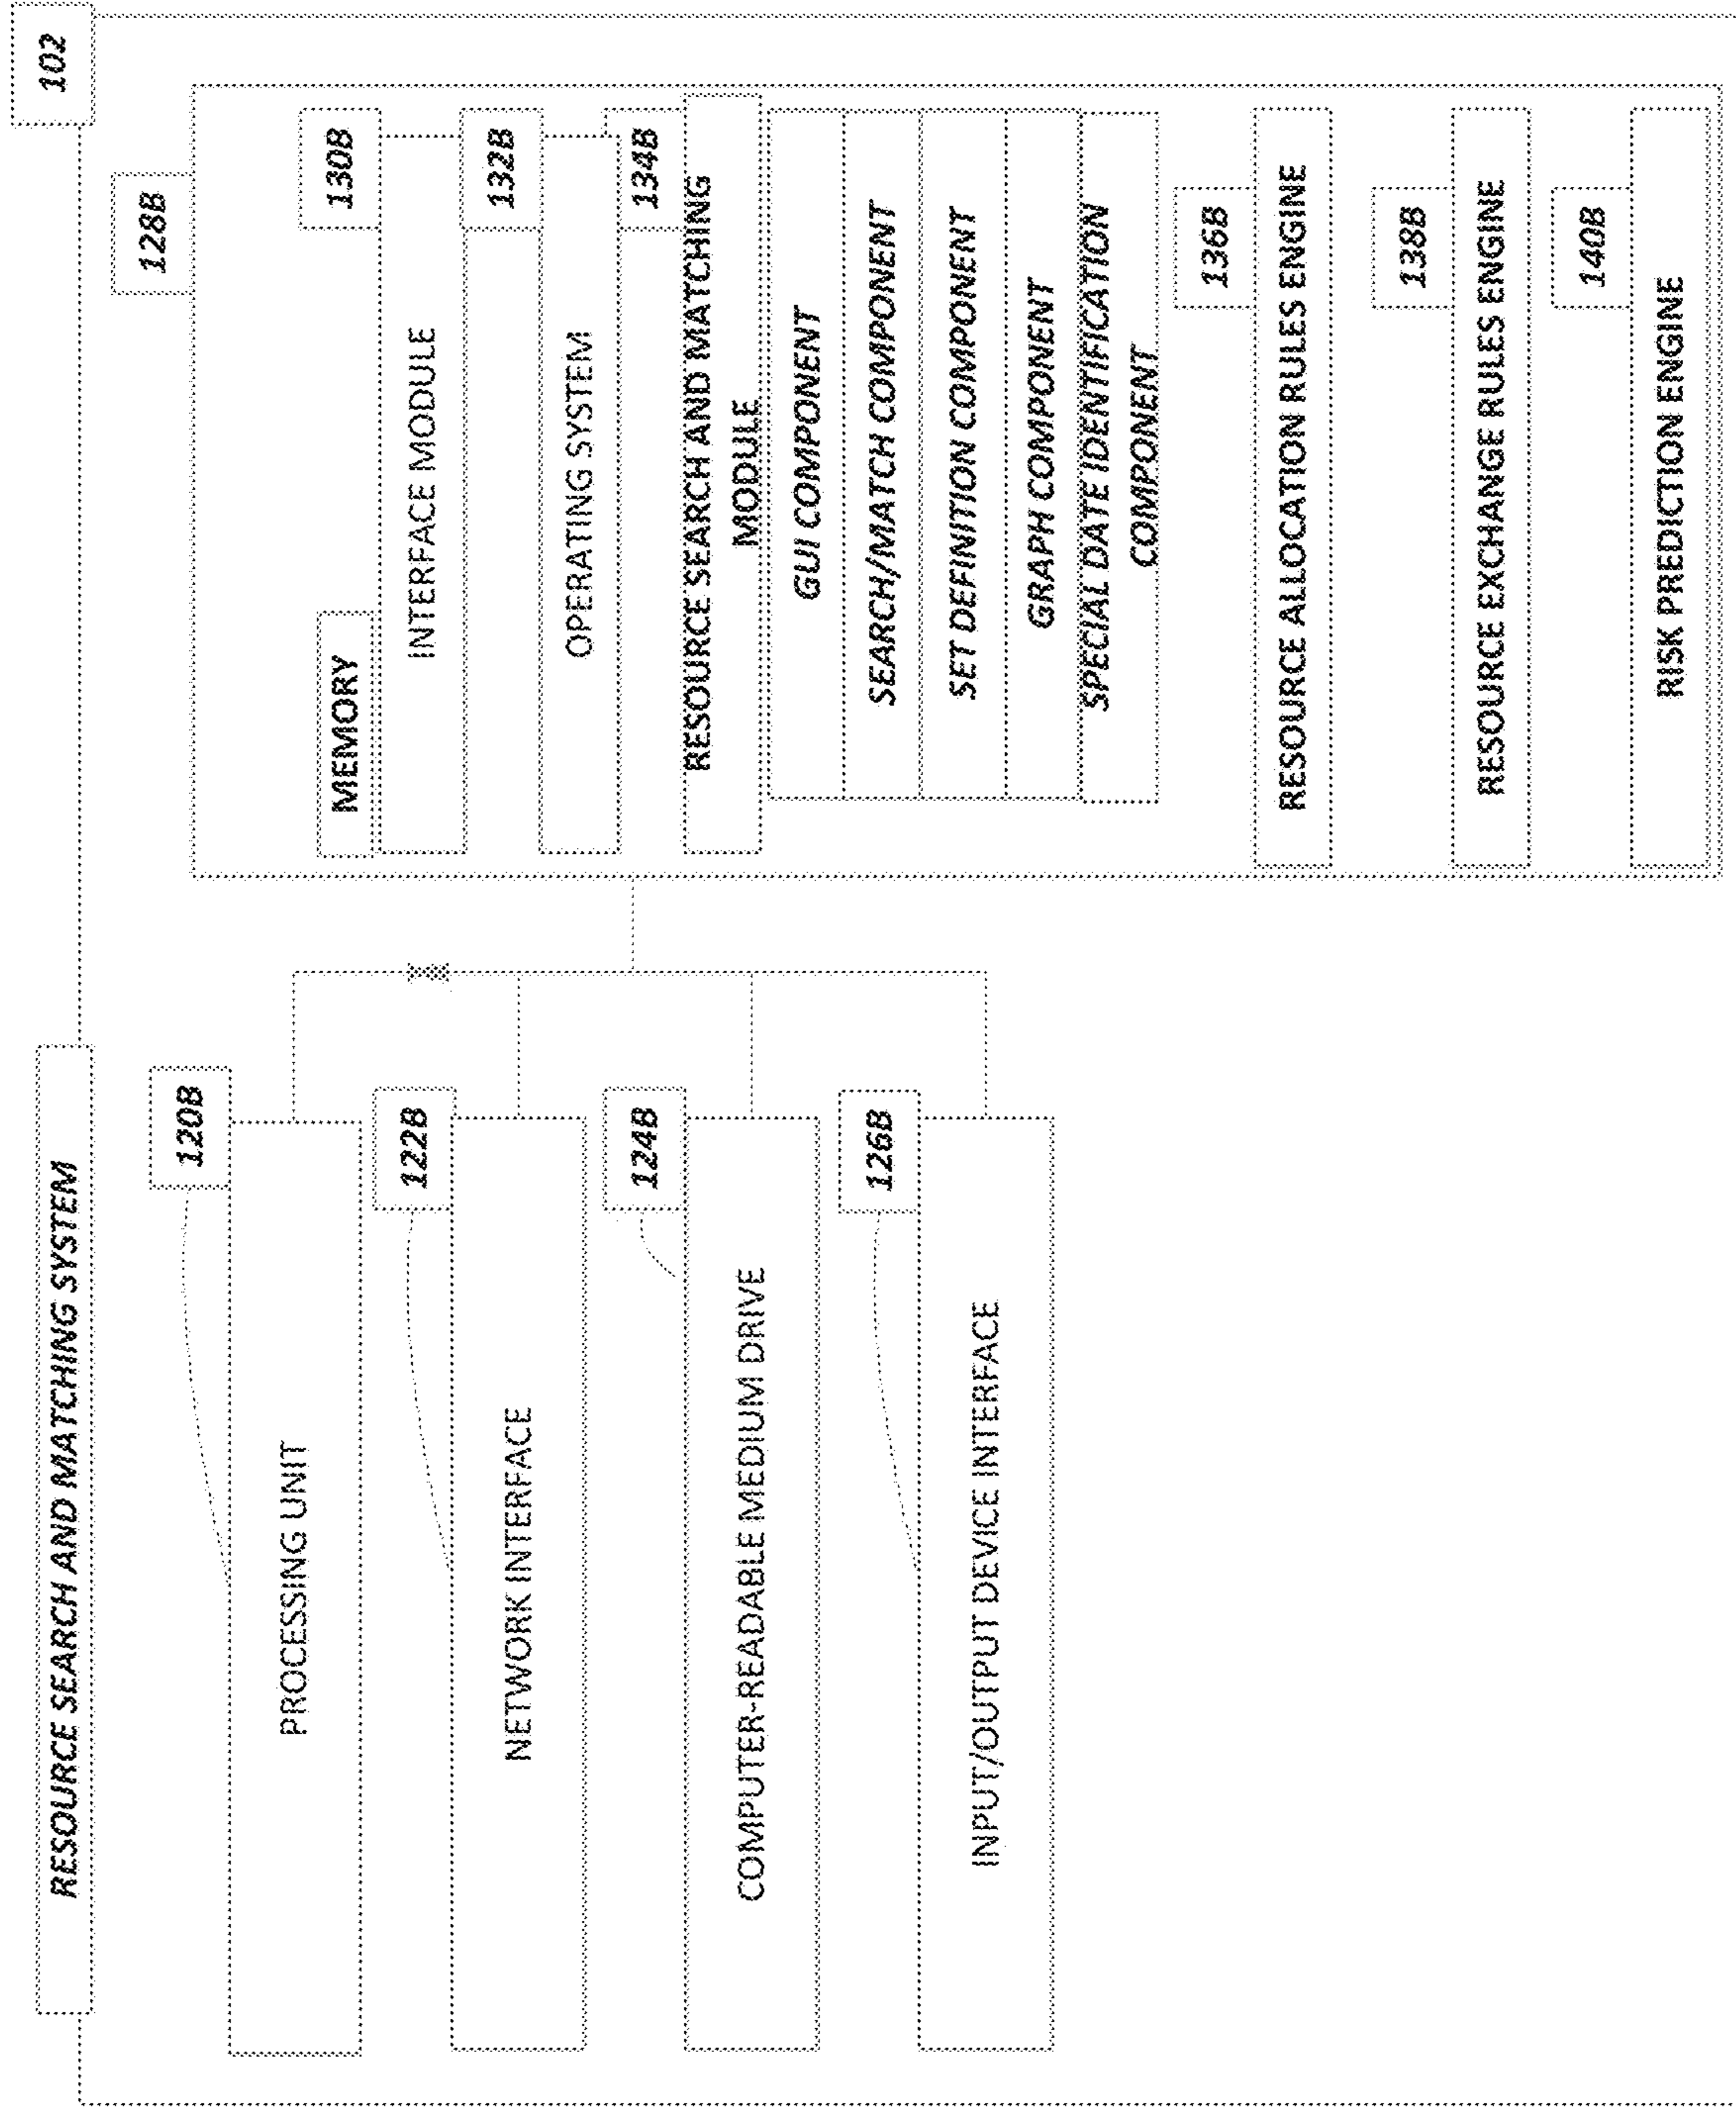 102
RESOURCE SEARCH AND MATCHING SYSTEM
120B
PROCESSING UNIT
122B
NETWORK INTERFACE
124B
COMPUTER-READABLE MEDIUM DRIVE
126B
INPUT/OUTPUT DEVICE INTERFACE
128B
MEMORY
130B
INTERFACE MODULE
132B
OPERATING SYSTEM
134B
RESOURCE SEARCH AND MATCHING
MODULE
GUI COMPONENT
SEARCH/MATCH COMPONENT
SET DEFINITION COMPONENT
GRAPH COMPONENT
SPECIAL DATE IDENTIFICATION
COMPONENT
136B
RESOURCE ALLOCATION RULES ENGINE
138B
RESOURCE EXCHANGE RULES ENGINE
140B
RISK PREDICTION ENGINE